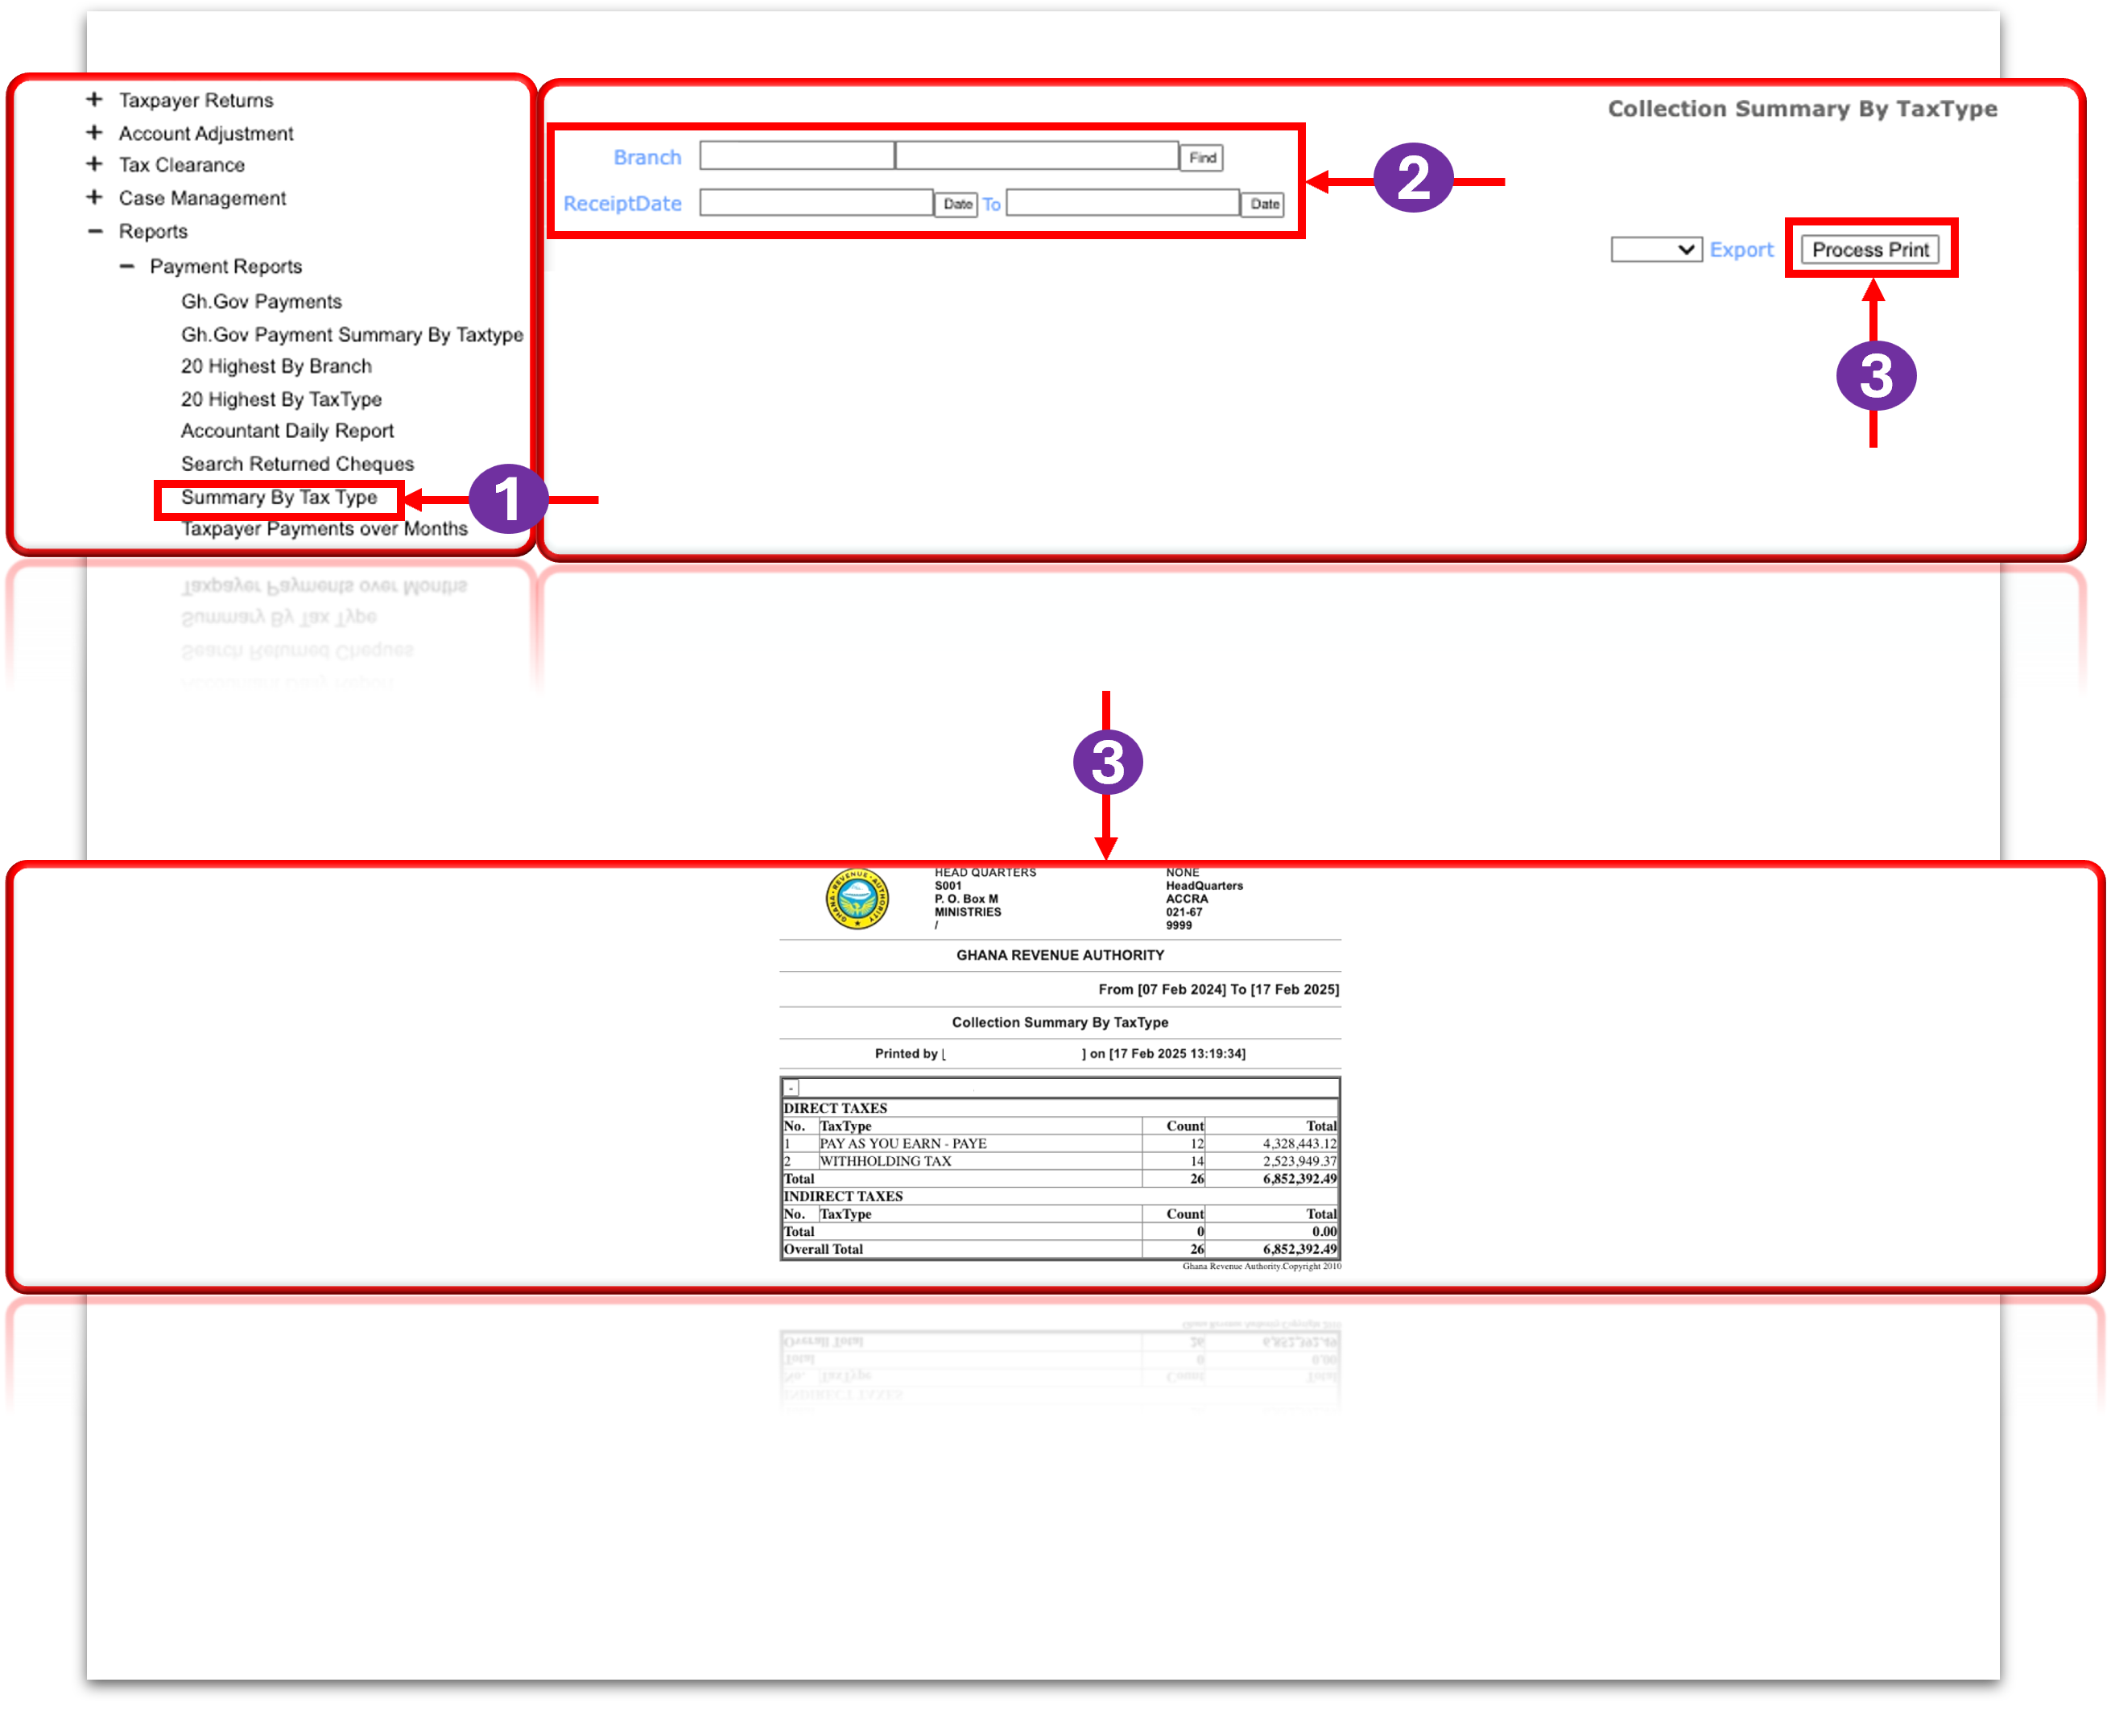 Taxpayer Returns
Account Adjustment
Tax Clearance
Case Management
Reports
Payment Reports
Gh.Gov Payments
Gh.Gov Payment Summary By Taxtype
20 Highest By Branch
20 Highest By TaxType
Accountant Daily Report
Search Returned Cheques
Summary By Tax Type
Taxpayer Payments over Months
1
Collection Summary By TaxType
Branch Find
2
ReceiptDate Date To Date
Export Process Print
3
3
GHANA REVENUE AUTHORITY
HEAD QUARTERS NONE
S001 HeadQuarters
P. O. Box M ACCRA
MINISTRIES 021-67
/ 9999
GHANA REVENUE AUTHORITY
From [07 Feb 2024] To [17 Feb 2025]
Collection Summary By TaxType
Printed by [ ] on [17 Feb 2025 13:19:34]
-
DIRECT TAXES
No. TaxType Count Total
1 PAY AS YOU EARN - PAYE 12 4,328,443.12
2 WITHHOLDING TAX 14 2,523,949.37
Total 26 6,852,392.49
INDIRECT TAXES
No. TaxType Count Total
Total 0 0.00
Overall Total 26 6,852,392.49
Ghana Revenue Authority.Copyright 2010